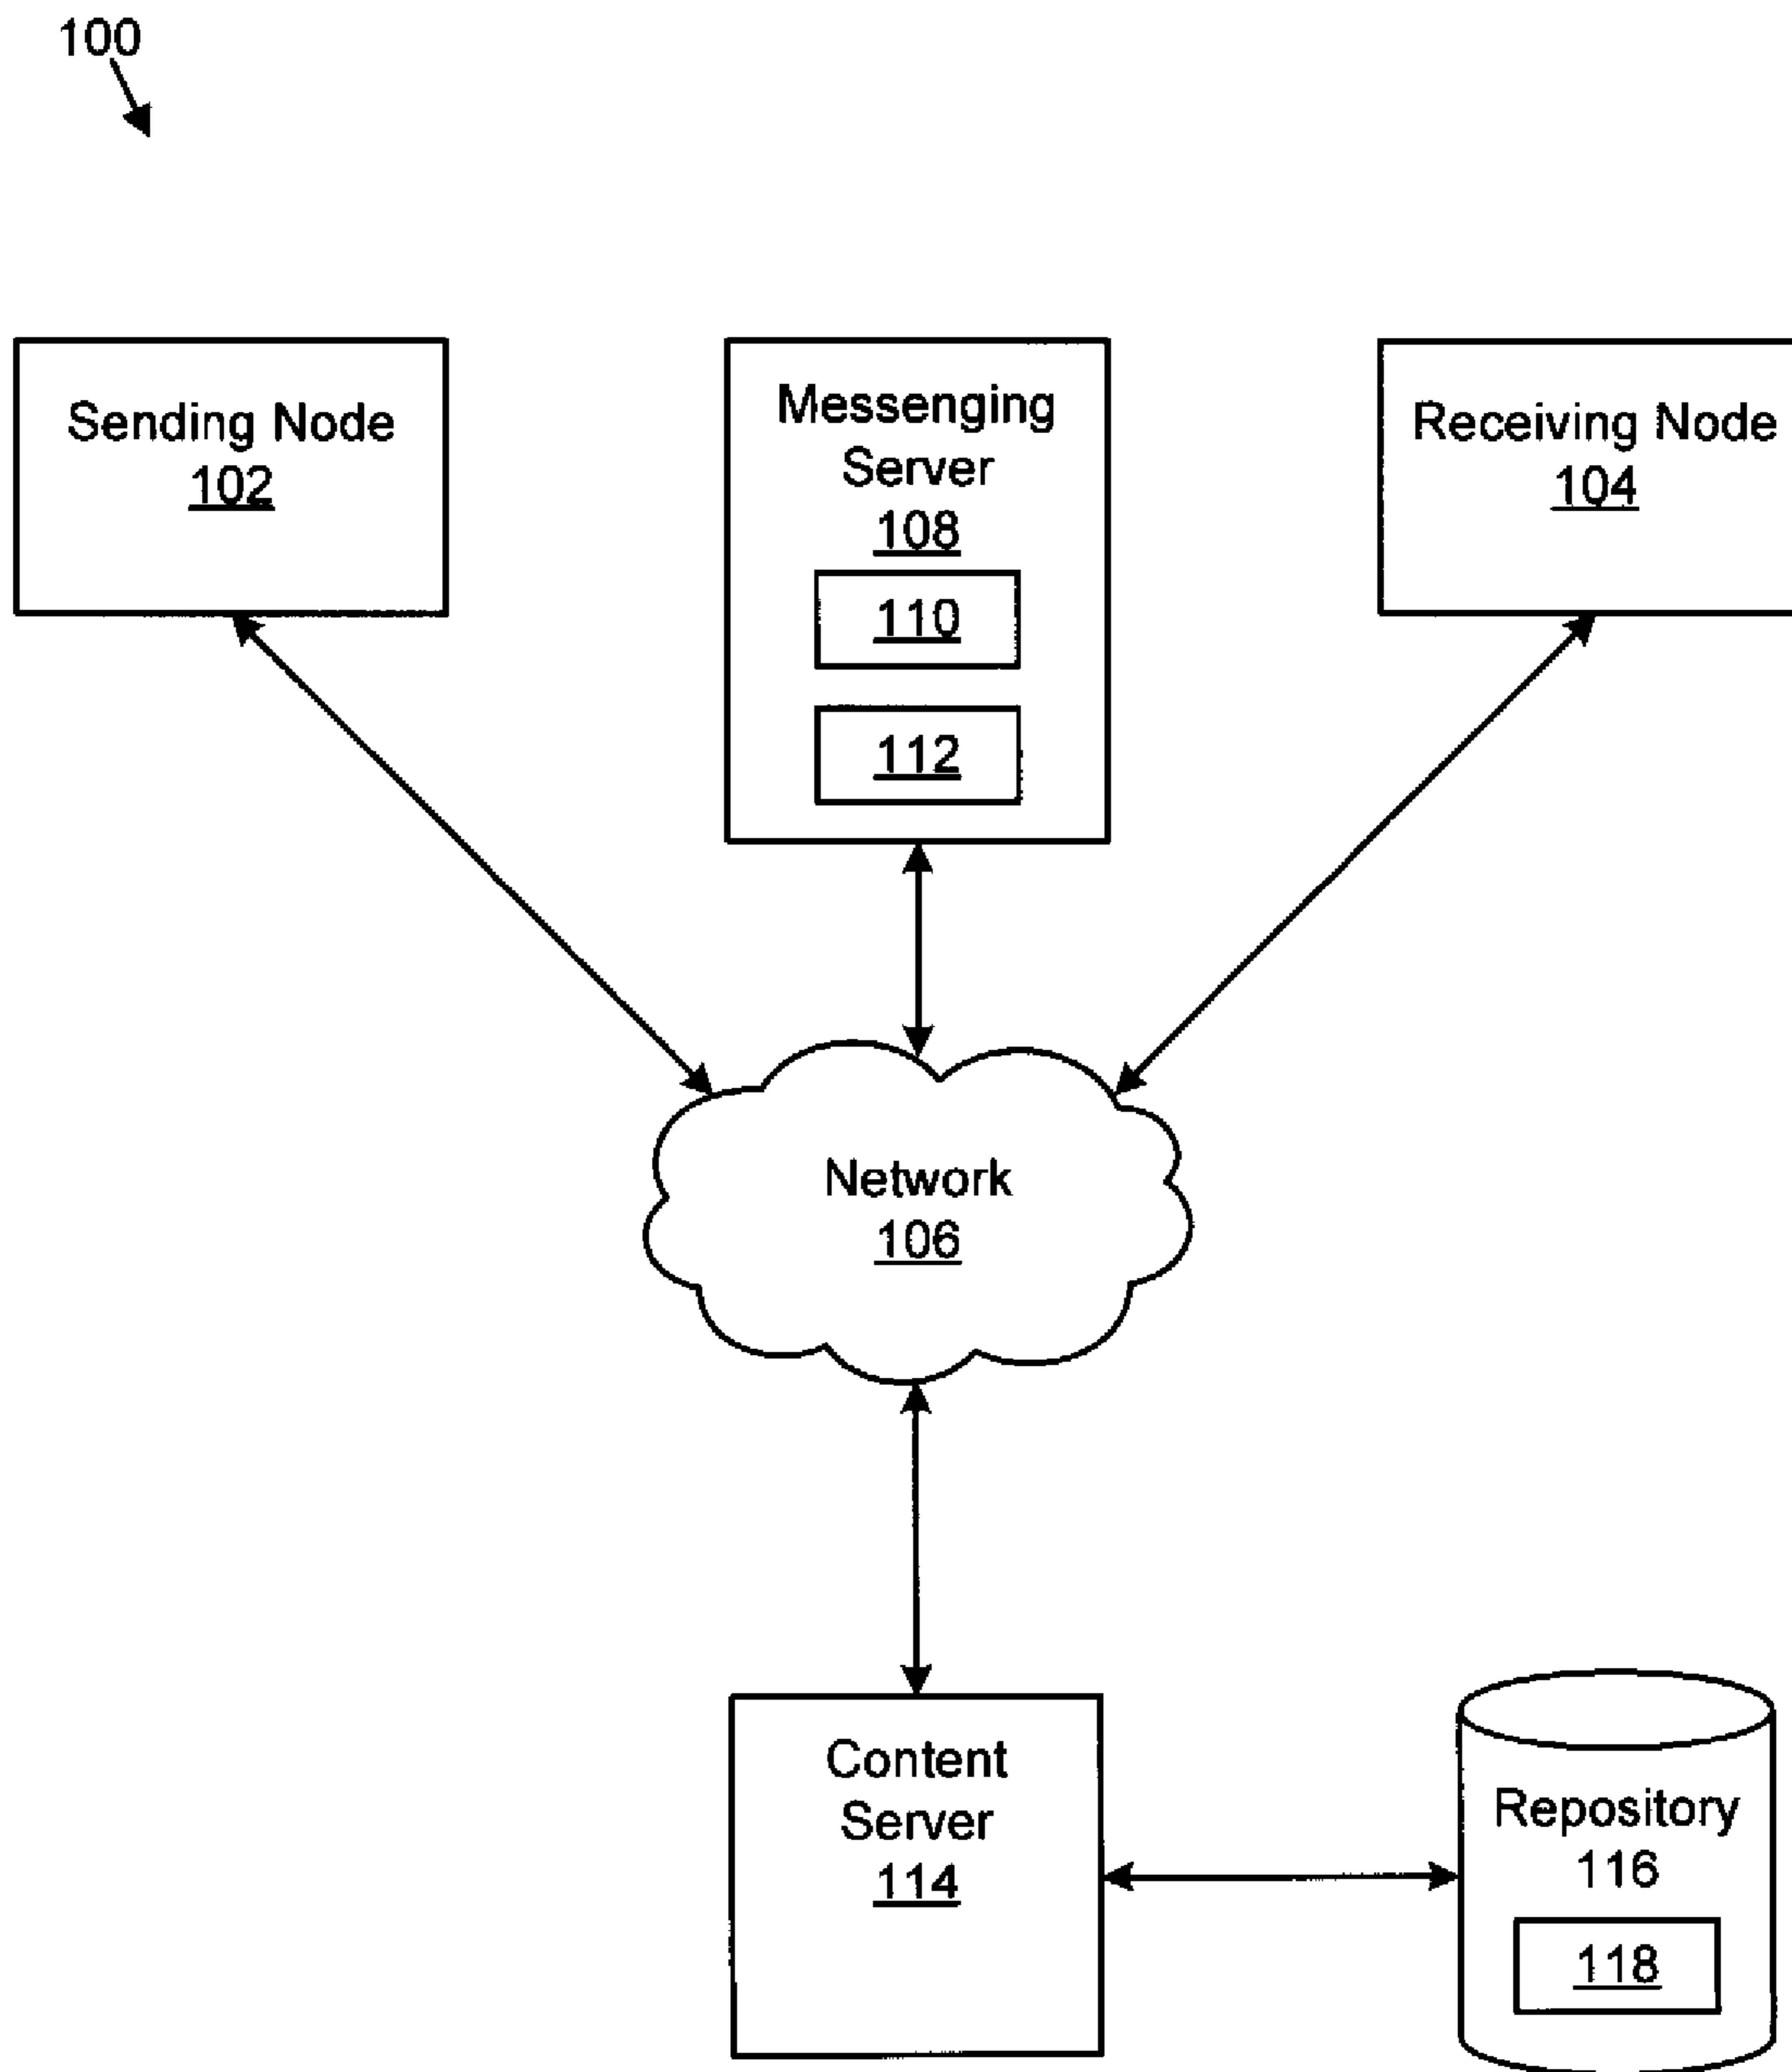 100
Sending Node
102
Messenging
Server
108
110
112
Receiving Node
104
Network
106
Content
Server
114
Repository
116
118